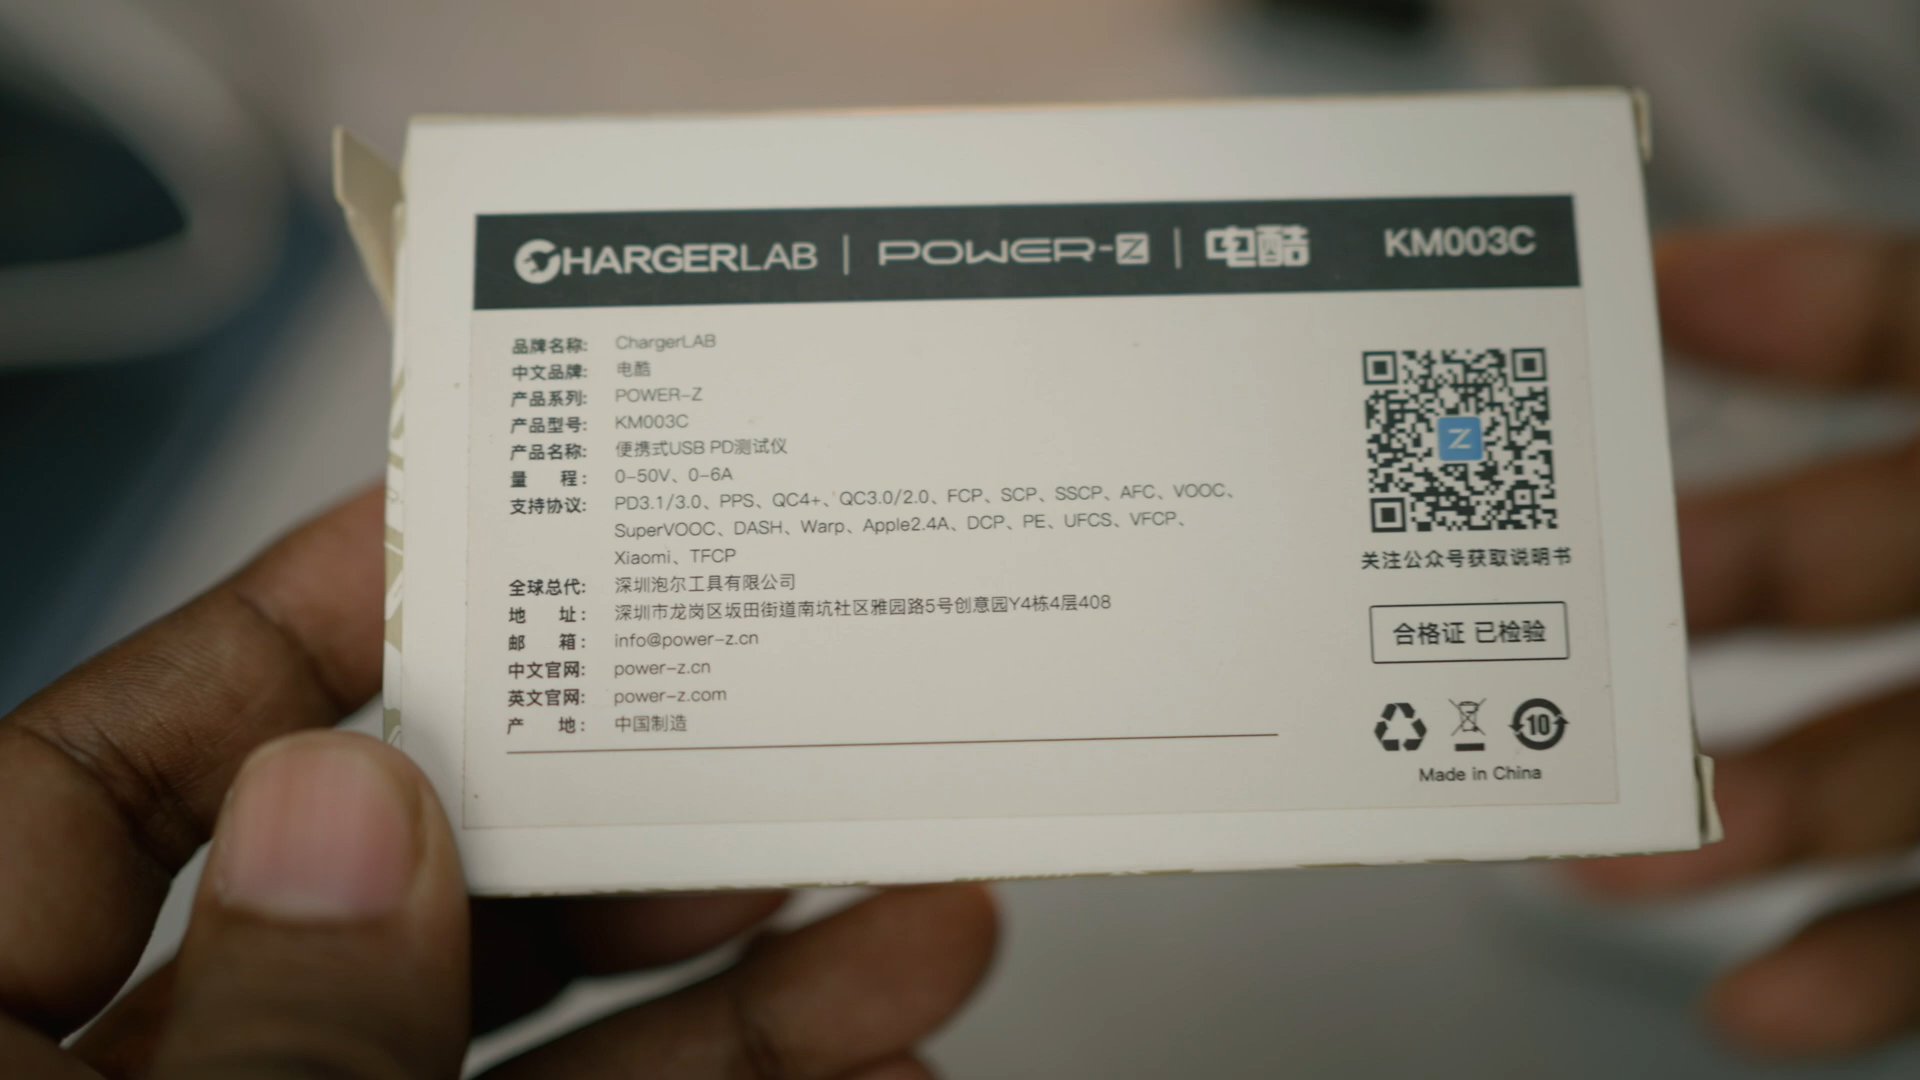 CHARGERLAB | POWER-Z | 电酷 KM003C
品牌名称: ChargerLAB
中文品牌: 电酷
产品系列: POWER-Z
产品型号: KM003C
产品名称: 便携式USB PD测试仪
量 程: 0-50V、0-6A
支持协议: PD3.1/3.0、PPS、QC4+、QC3.0/2.0、FCP、SCP、SSCP、AFC、VOOC、
SuperVOOC、DASH、Warp、Apple2.4A、DCP、PE、UFCS、VFCP、
Xiaomi、TFCP
全球总代: 深圳泡尔工具有限公司
地 址: 深圳市龙岗区坂田街道南坑社区雅园路5号创意园Y4栋4层408
邮 箱: info@power-z.cn
中文官网: power-z.cn
英文官网: power-z.com
产 地: 中国制造
Z
关注公众号获取说明书
合格证 已检验
10
Made in China